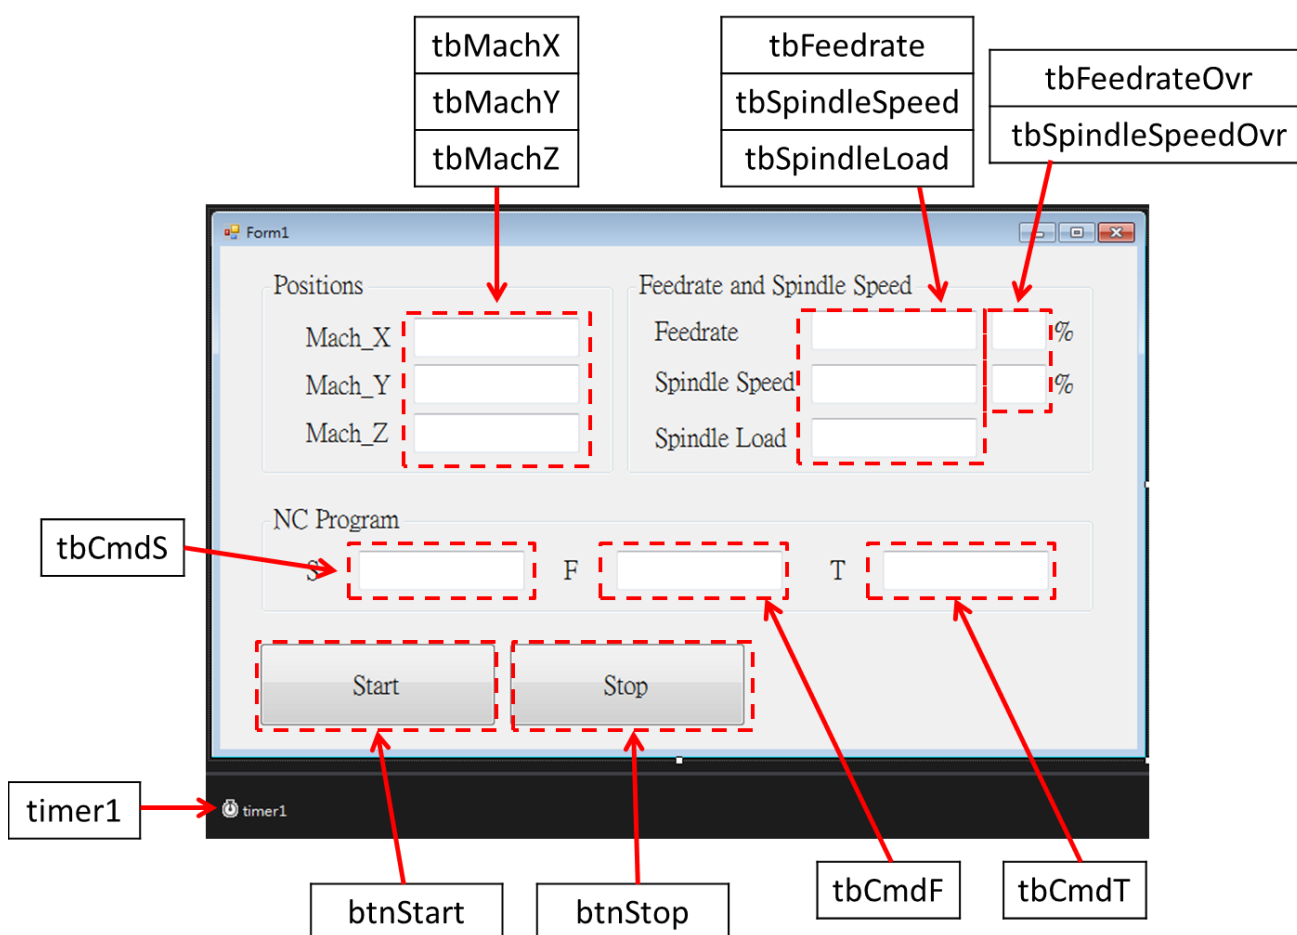 tbMachX
tbMachY
tbMachZ
tbFeedrate
tbSpindleSpeed
tbSpindleLoad
tbFeedrateOvr
tbSpindleSpeedOvr
Form1
Positions
Mach_X
Mach_Y
Mach_Z
Feedrate and Spindle Speed
Feedrate
%
Spindle Speed
%
Spindle Load
NC Program
tbCmdS
S
F
T
Start
Stop
timer1
timer1
btnStart
btnStop
tbCmdF
tbCmdT